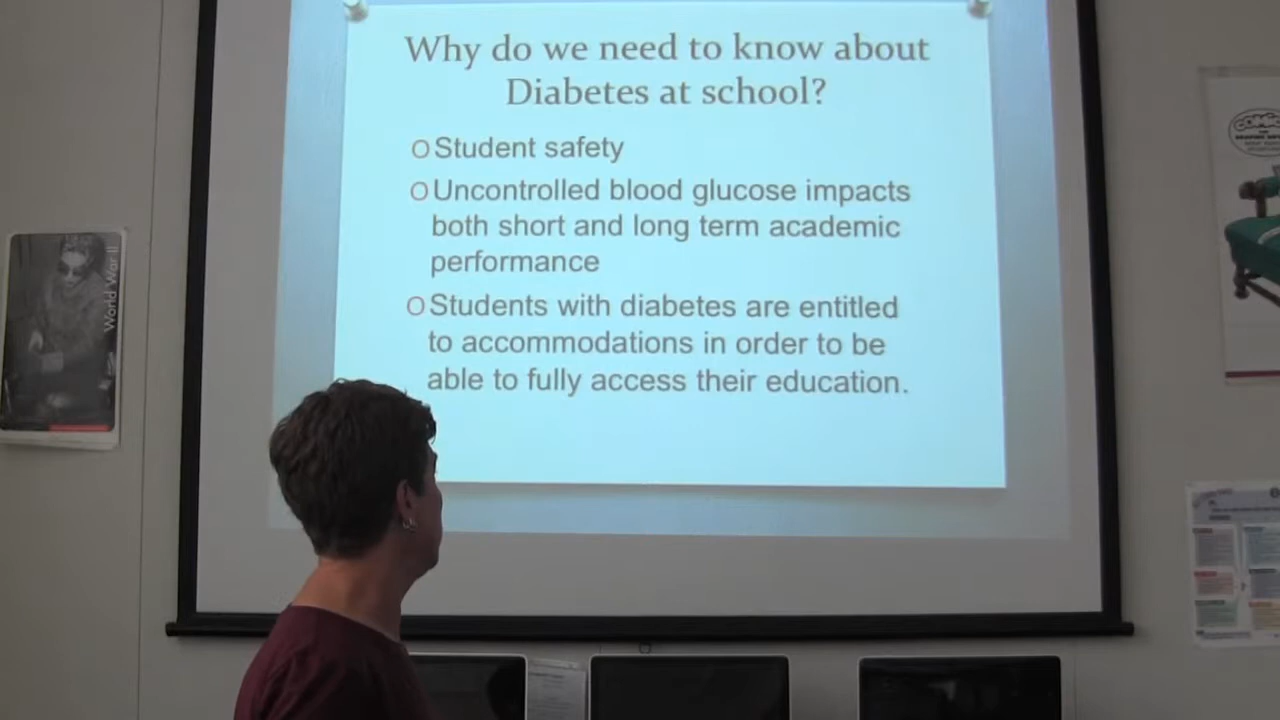 Why do we need to know about
Diabetes at school?
O Student safety
O Uncontrolled blood glucose impacts
both short and long term academic
performance
O Students with diabetes are entitled
to accommodations in order to be
able to fully access their education.
World War II